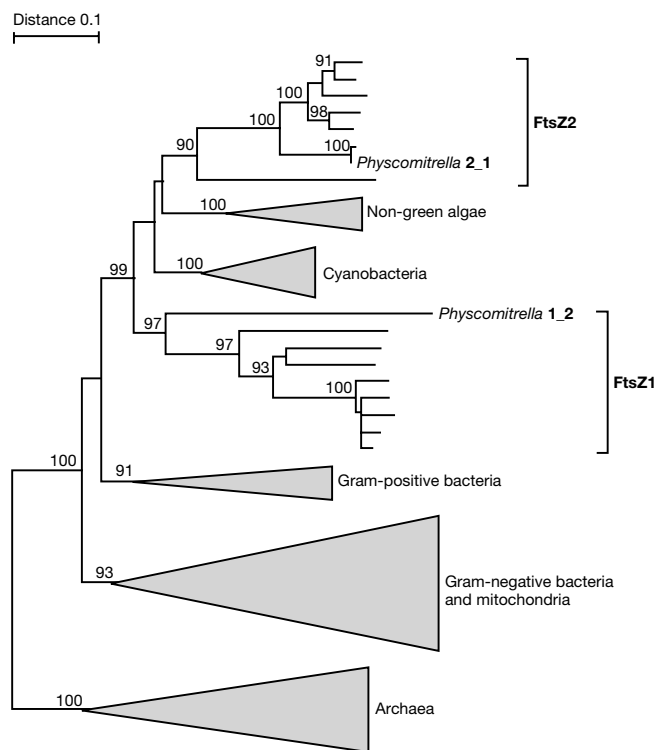 Distance 0.1
91
100
98
100
FtsZ2
100
90
Physcomitrella 2_1
100
Non-green algae
100
Cyanobacteria
99
97
Physcomitrella 1_2
97
93
100
FtsZ1
91
Gram-positive bacteria
100
93
Gram-negative bacteria
and mitochondria
100
Archaea